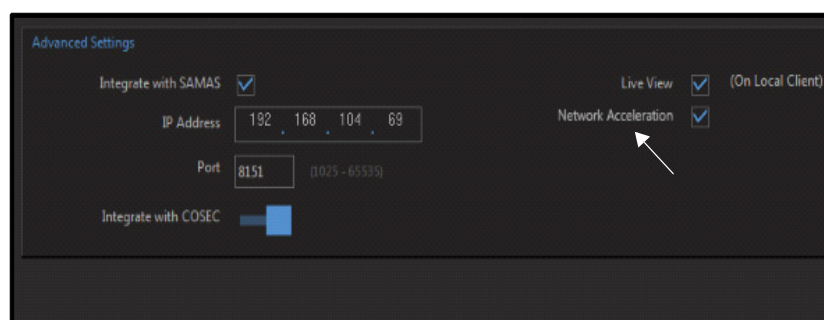 Advanced Settings
Integrate with SAMAS
Live View (On Local Client)
IP Address 192 . 168 . 104 . 69
Network Acceleration
Port 8151 (1025 - 65535)
Integrate with COSEC